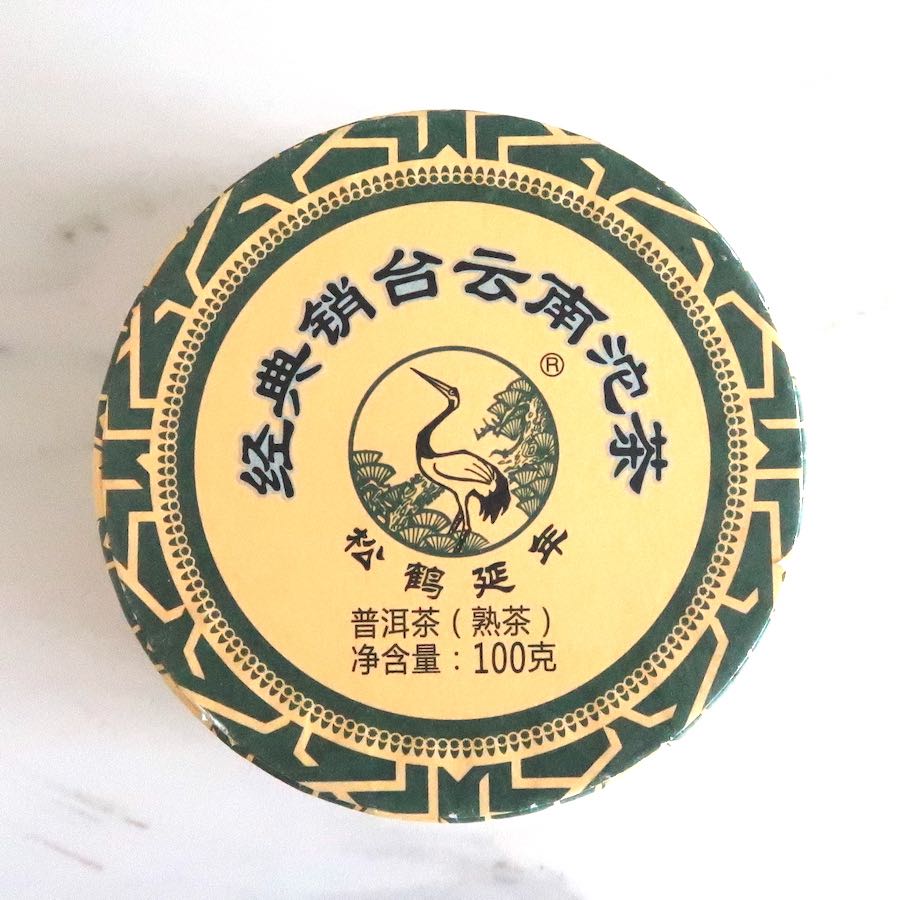 经典销台云南沱茶
®
松鹤延年
普洱茶（熟茶）
净含量：100克